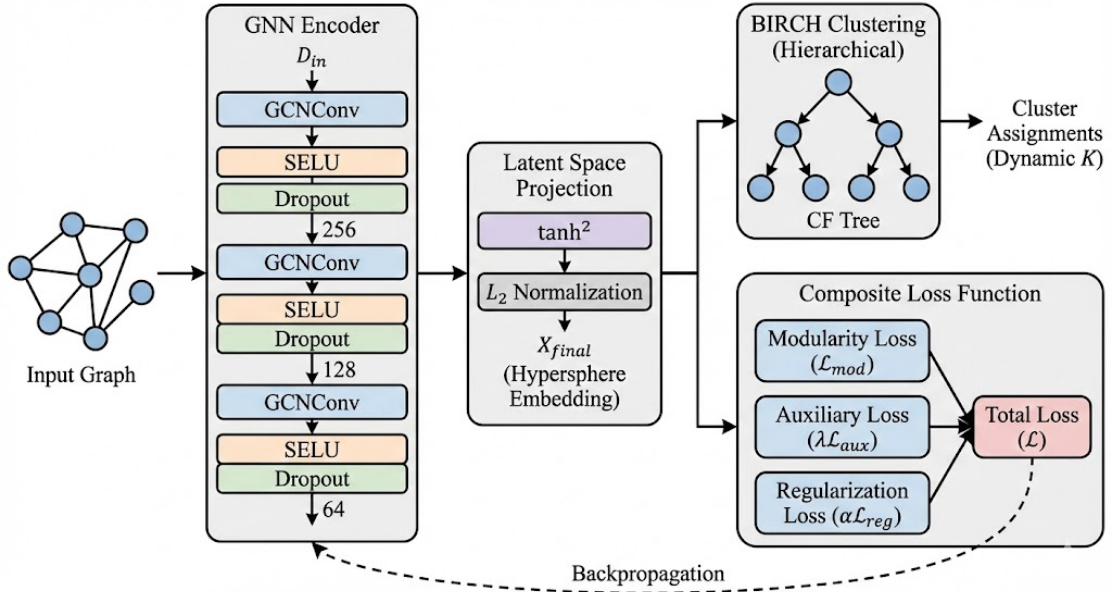 Input Graph
GNN Encoder
D_in
GCNConv
SELU
Dropout
256
GCNConv
SELU
Dropout
128
GCNConv
SELU
Dropout
64
Latent Space
Projection
tanh²
L₂ Normalization
X_final
(Hypersphere
Embedding)
BIRCH Clustering
(Hierarchical)
CF Tree
Cluster
Assignments
(Dynamic K)
Composite Loss Function
Modularity Loss
(ℒ_mod)
Auxiliary Loss
(λℒ_aux)
Regularization
Loss (αℒ_reg)
Total Loss
(ℒ)
Backpropagation